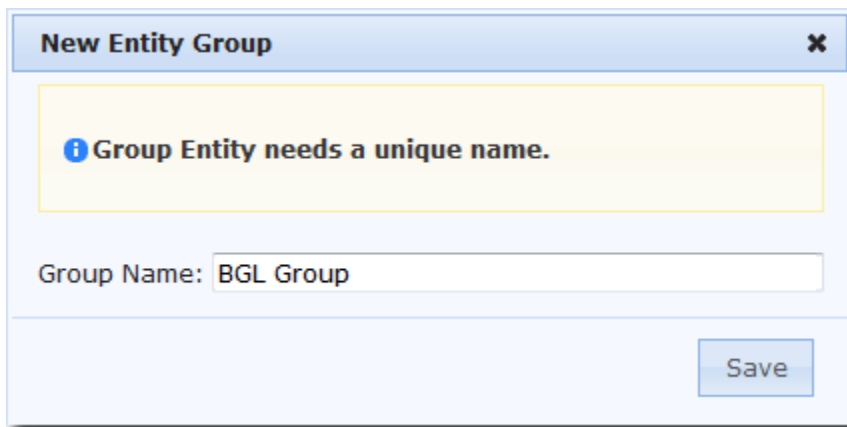 New Entity Group
Group Entity needs a unique name.
Group Name: BGL Group
Save